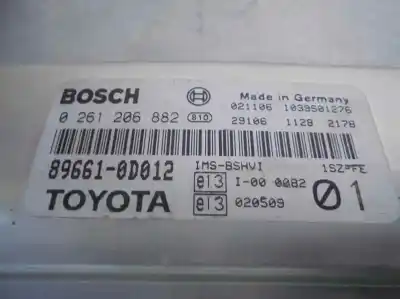 BOSCH Made in Germany
021106 1039S01276
0 261 206 882 810 29106 1128 2178
89661-0D012 IMS-BSHVI 1SZ-FE
TOYOTA e13 I-00 0082 01
e13 020509